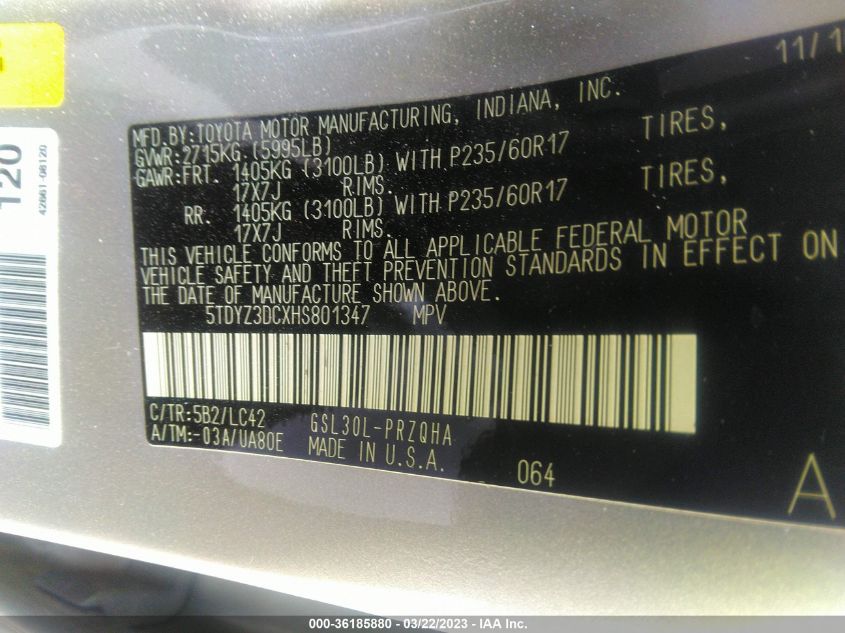 11/1
MFD.BY:TOYOTA MOTOR MANUFACTURING, INDIANA, INC.
GVWR:2715KG (5995LB)
GAWR:FRT. 1405KG (3100LB) WITH P235/60R17 TIRES,
17X7J RIMS.
RR. 1405KG (3100LB) WITH P235/60R17 TIRES,
17X7J RIMS.
THIS VEHICLE CONFORMS TO ALL APPLICABLE FEDERAL MOTOR
VEHICLE SAFETY AND THEFT PREVENTION STANDARDS IN EFFECT ON
THE DATE OF MANUFACTURE SHOWN ABOVE.
5TDYZ3DCXHS801347 MPV
C/TR:5B2/LC42 GSL30L-PRZQHA
A/TM:-03A/UA80E MADE IN U.S.A.
064
A
120
42661-08120
000-36185880 - 03/22/2023 - IAA Inc.